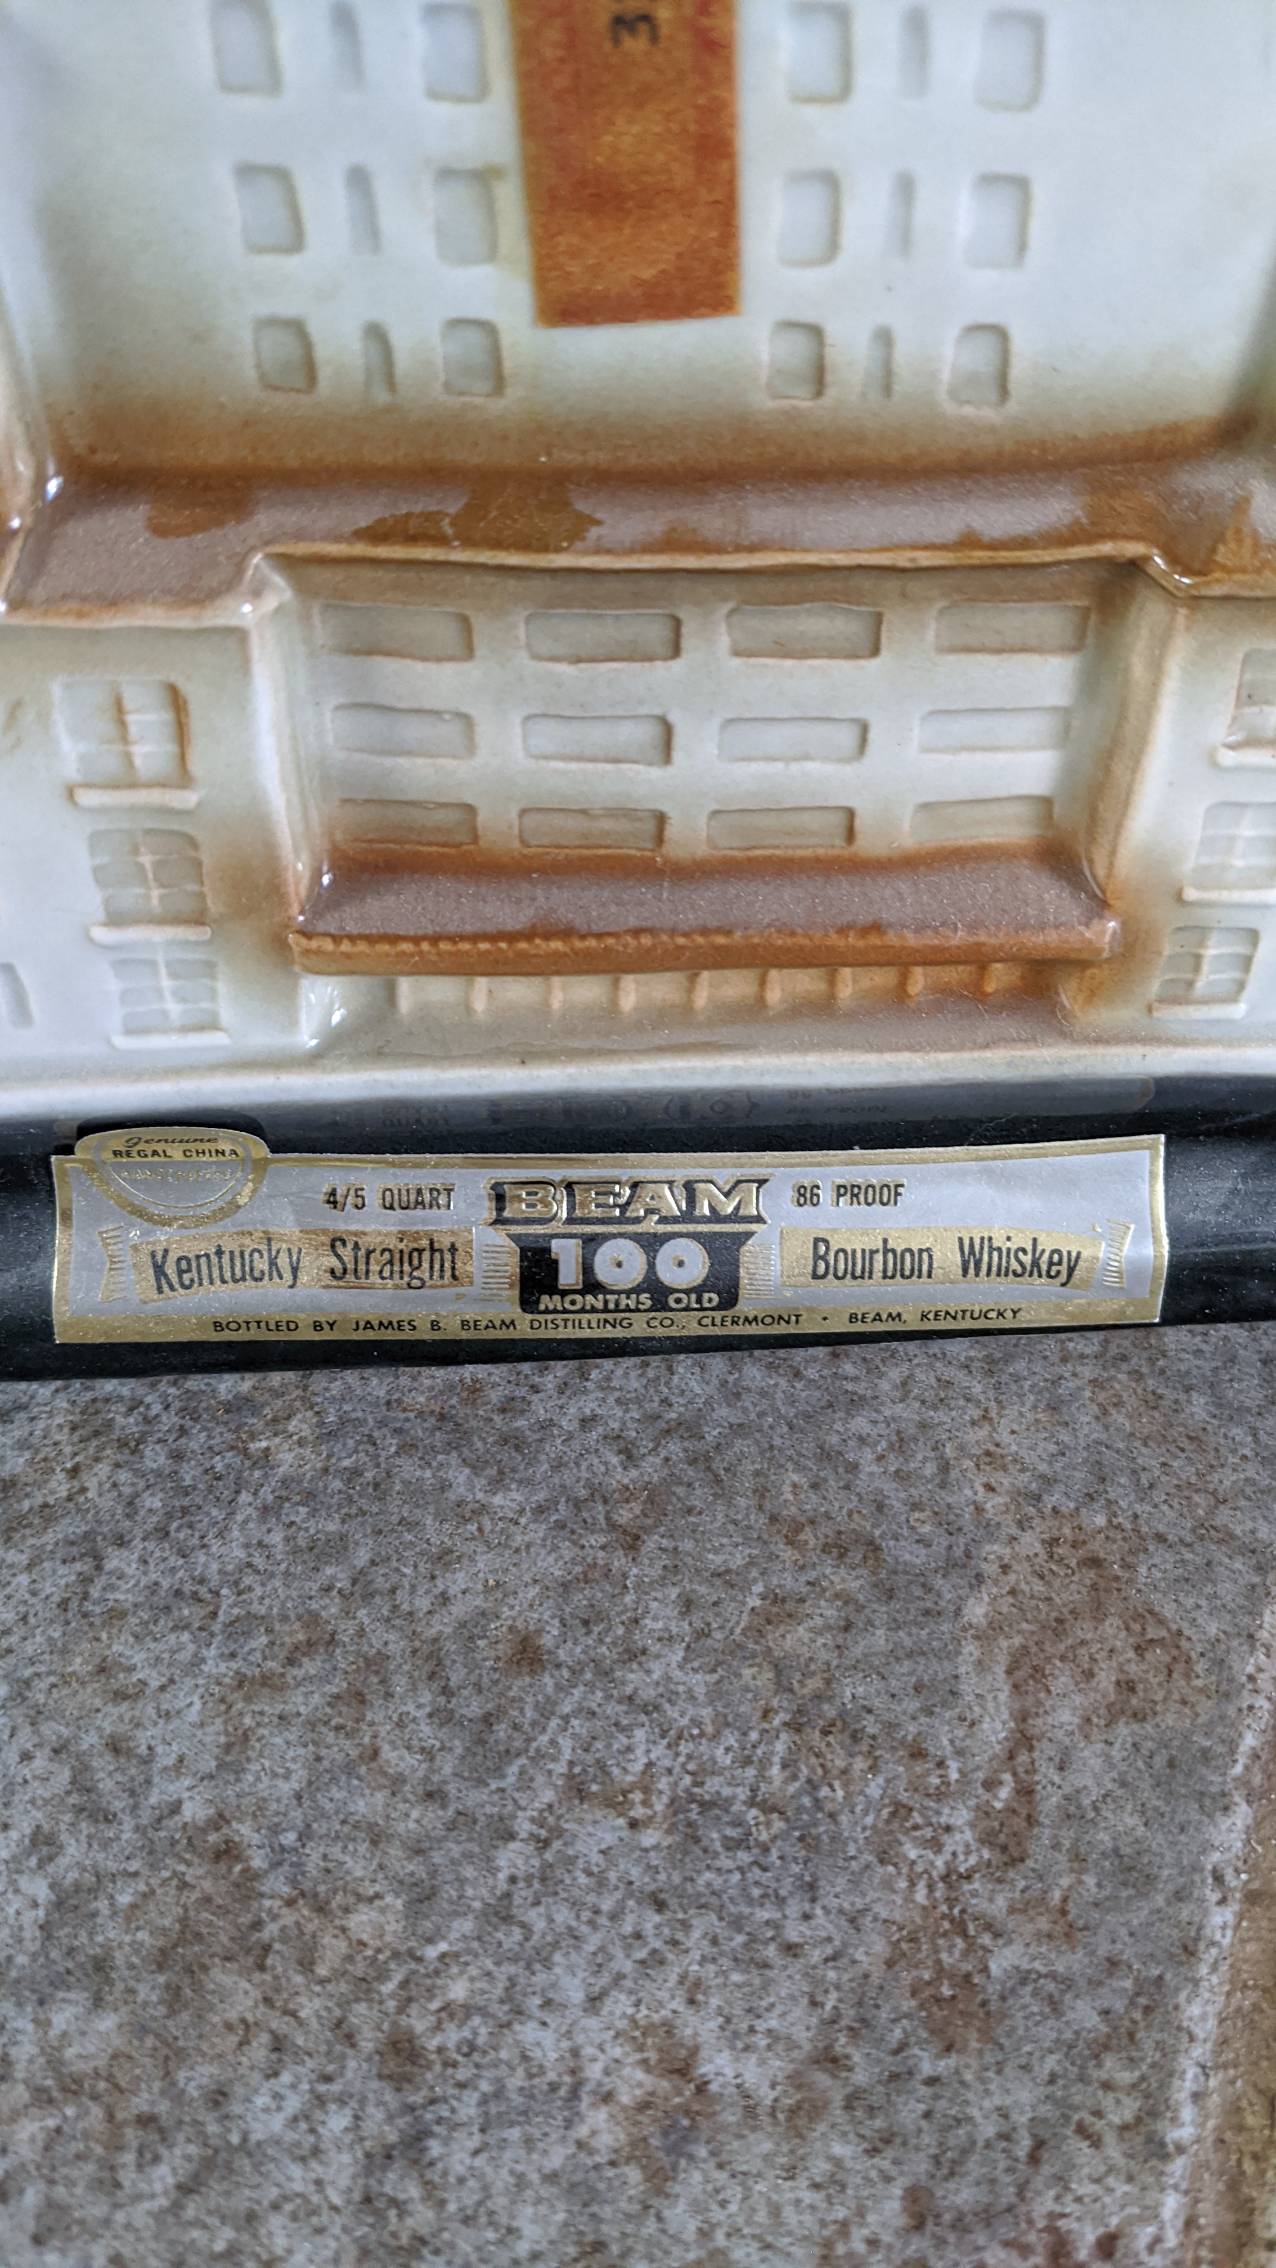 Genuine
REGAL CHINA
4/5 QUART BEAM 86 PROOF
Kentucky Straight 100 Bourbon Whiskey
MONTHS OLD
BOTTLED BY JAMES B. BEAM DISTILLING CO., CLERMONT • BEAM, KENTUCKY